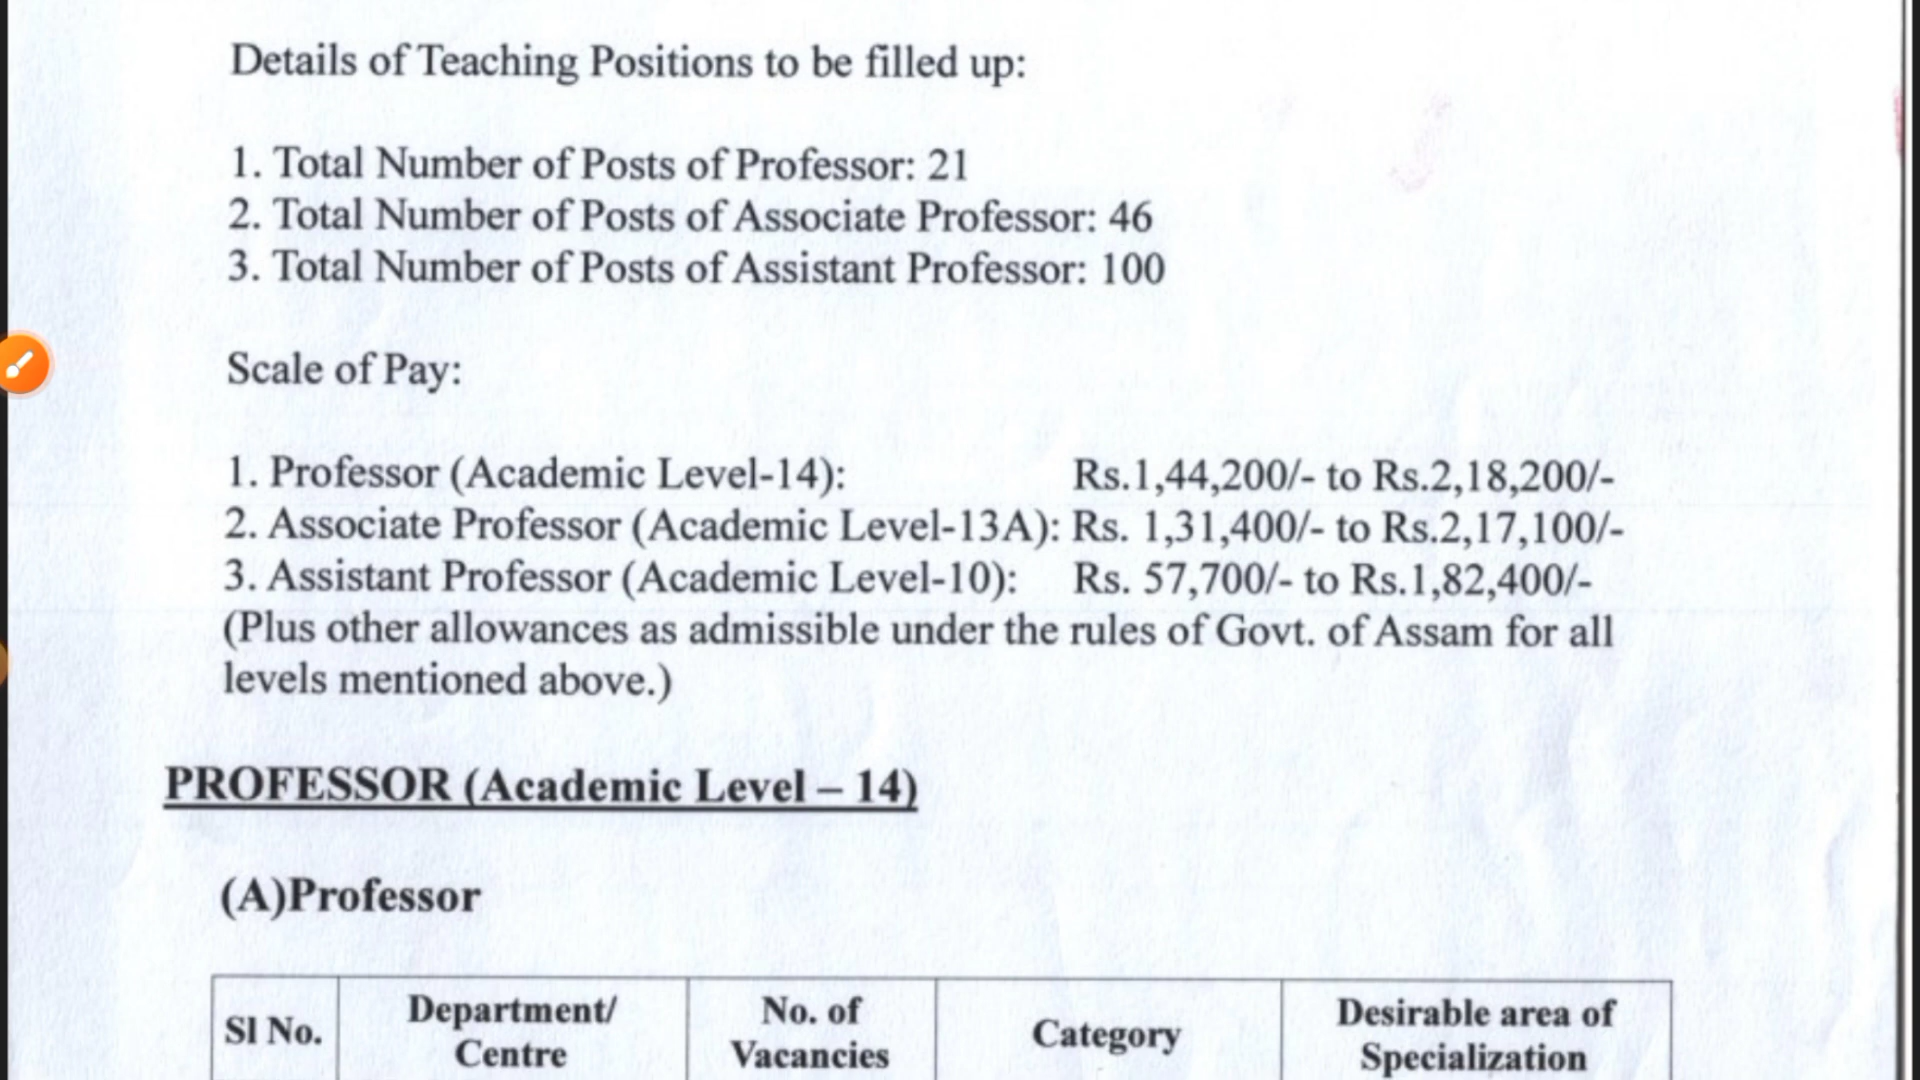 Details of Teaching Positions to be filled up:
1. Total Number of Posts of Professor: 21
2. Total Number of Posts of Associate Professor: 46
3. Total Number of Posts of Assistant Professor: 100
Scale of Pay:
1. Professor (Academic Level-14): Rs.1,44,200/- to Rs.2,18,200/-
2. Associate Professor (Academic Level-13A): Rs. 1,31,400/- to Rs.2,17,100/-
3. Assistant Professor (Academic Level-10): Rs. 57,700/- to Rs.1,82,400/-
(Plus other allowances as admissible under the rules of Govt. of Assam for all
levels mentioned above.)
PROFESSOR (Academic Level – 14)
(A)Professor
Sl No.
Department/
Centre
No. of
Vacancies
Category
Desirable area of
Specialization